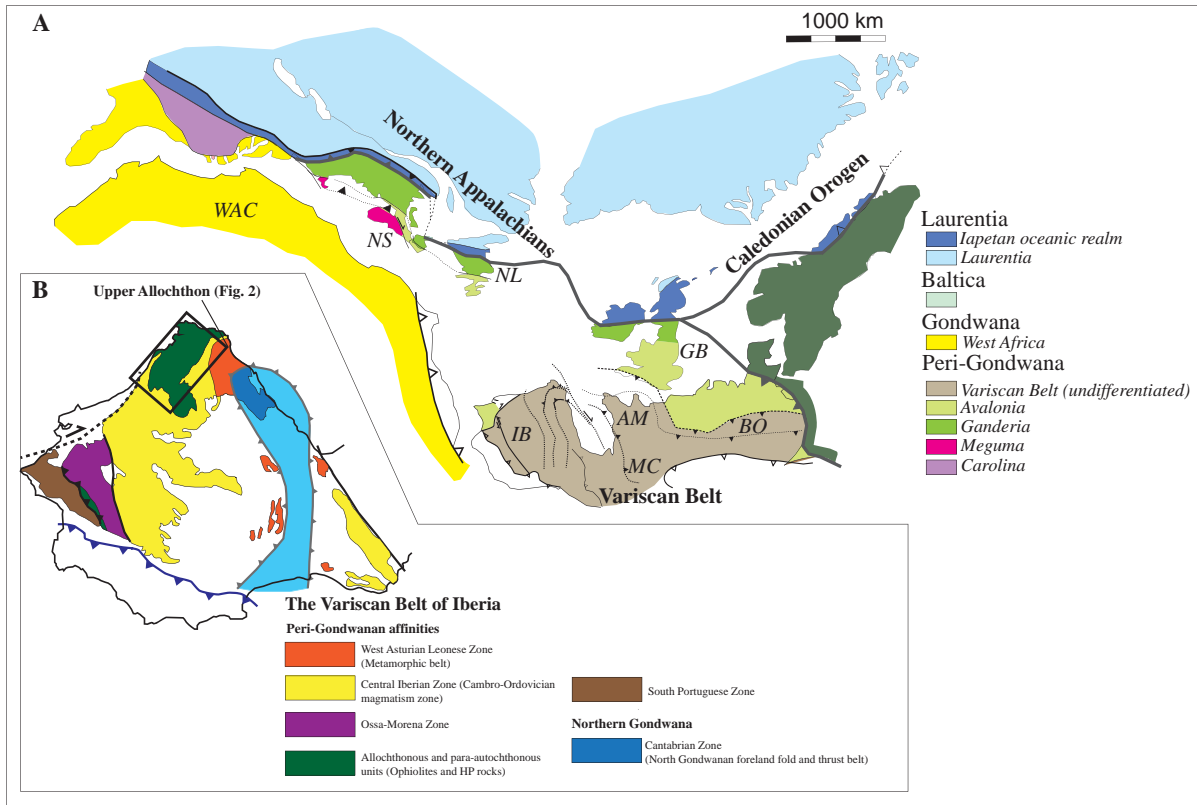 A
1000 km
Northern Appalachians
Caledonian Orogen
WAC
NS
NL
GB
AM
IB
BO
MC
Variscan Belt
Laurentia
Iapetan oceanic realm
Laurentia
Baltica
Gondwana
West Africa
Peri-Gondwana
Variscan Belt (undifferentiated)
Avalonia
Ganderia
Meguma
Carolina
B
Upper Allochthon (Fig. 2)
The Variscan Belt of Iberia
Peri-Gondwanan affinities
West Asturian Leonese Zone
(Metamorphic belt)
Central Iberian Zone (Cambro-Ordovician
magmatism zone)
Ossa-Morena Zone
Allochthonous and para-autochthonous
units (Ophiolites and HP rocks)
South Portuguese Zone
Northern Gondwana
Cantabrian Zone
(North Gondwanan foreland fold and thrust belt)